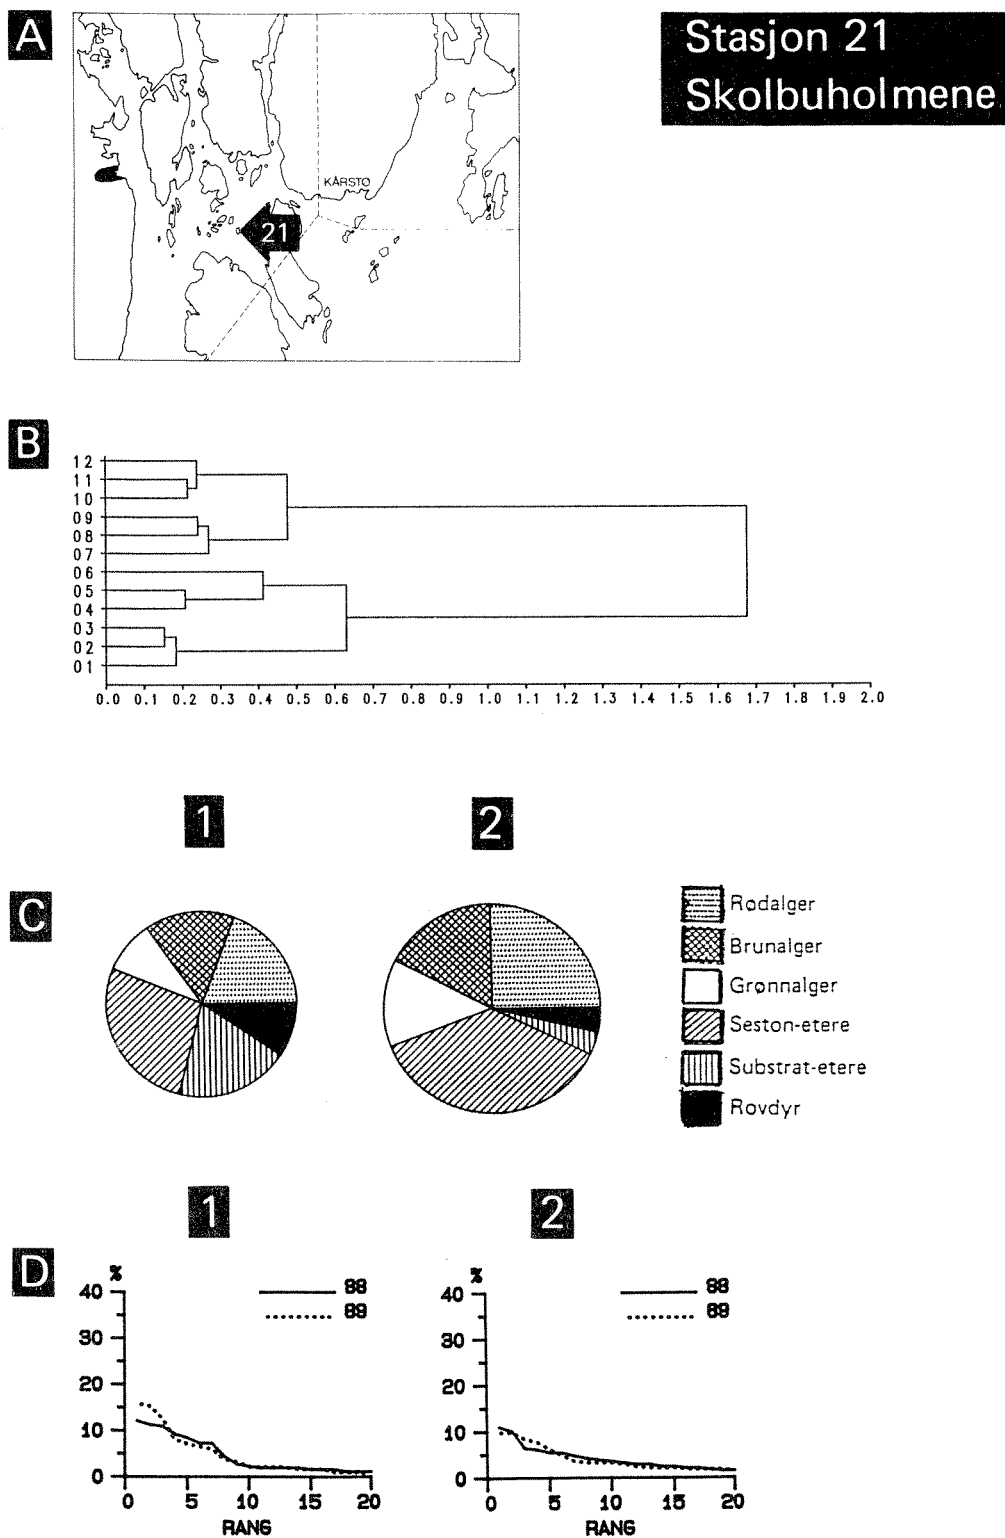 A
Stasjon 21
Skolbuholmene
KÅRSTØ
21
B
12
11
10
09
08
07
06
05
04
03
02
01
0.0 0.1 0.2 0.3 0.4 0.5 0.6 0.7 0.8 0.9 1.0 1.1 1.2 1.3 1.4 1.5 1.6 1.7 1.8 1.9 2.0
1 2
C
Rødalger
Brunalger
Grønnalger
Seston-etere
Substrat-etere
Rovdyr
1 2
D
%
40
30
20
10
0
88
89
0 5 10 15 20
RANG
%
40
30
20
10
0
88
89
0 5 10 15 20
RANG